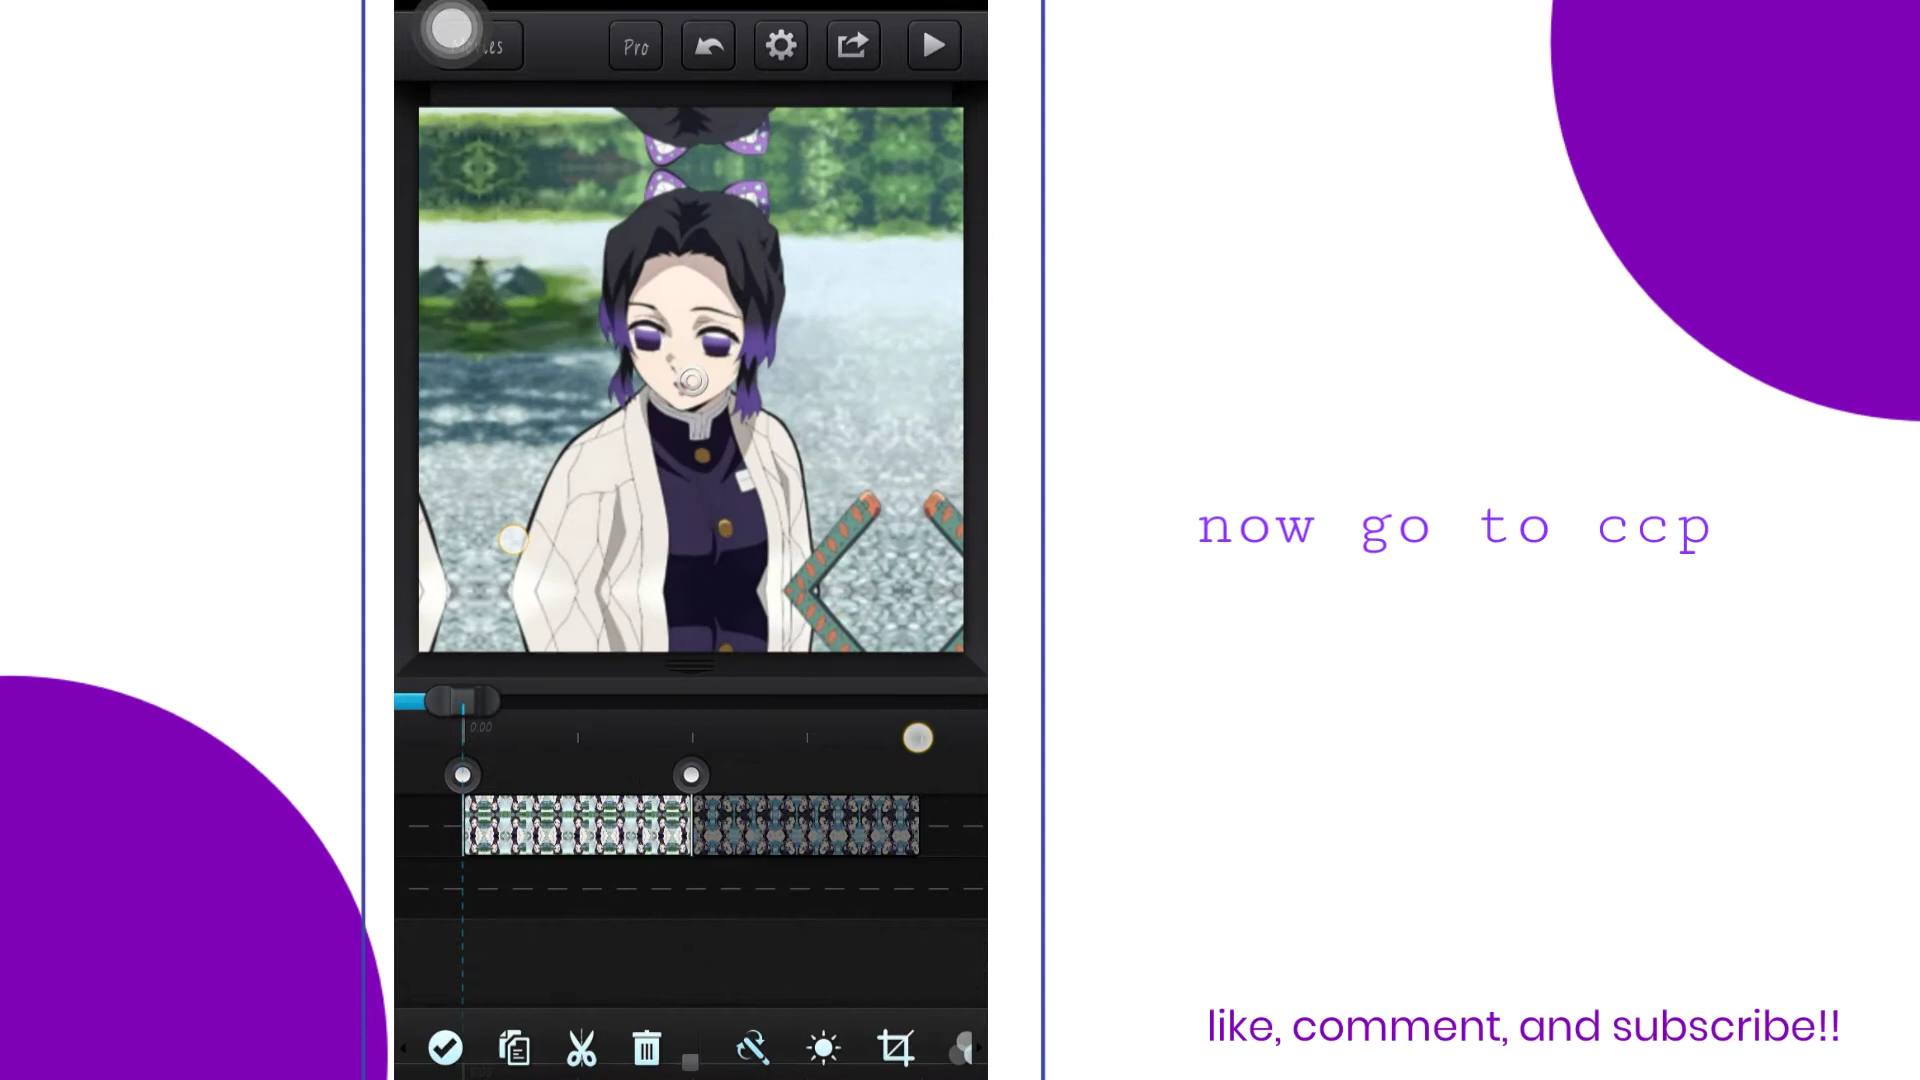 Pro
0:00
now go to ccp
like, comment, and subscribe!!